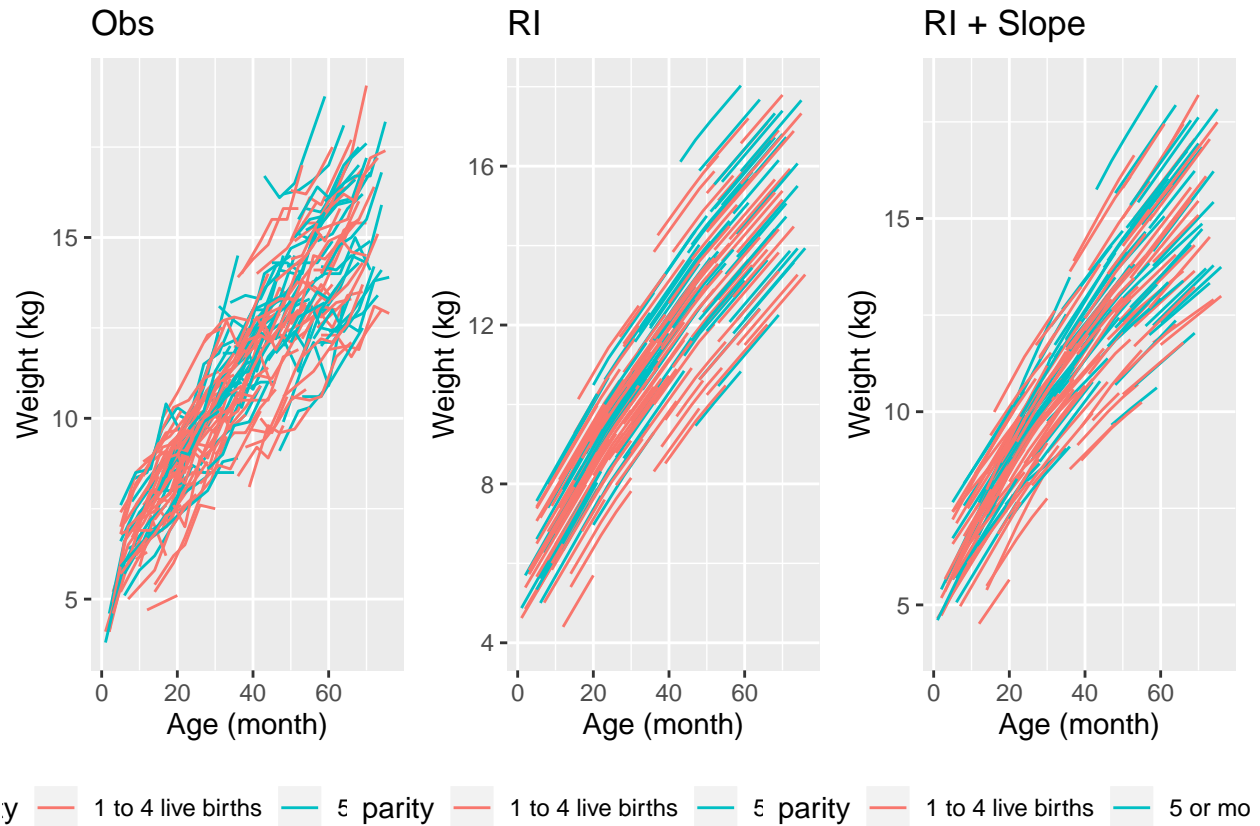 Obs
RI
RI + Slope
Weight (kg)
15
10
5
0 20 40 60
Age (month)
Weight (kg)
16
12
8
4
0 20 40 60
Age (month)
Weight (kg)
15
10
5
0 20 40 60
Age (month)
y 1 to 4 live births 5 parity 1 to 4 live births 5 parity 1 to 4 live births 5 or mo